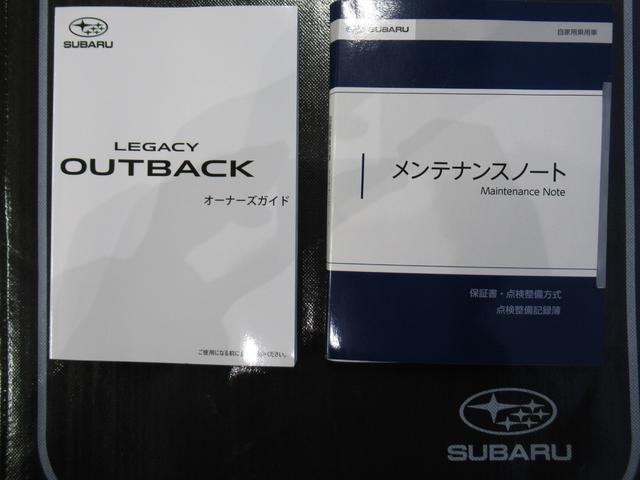 SUBARU
LEGACY
OUTBACK
オーナーズガイド
SUBARU
自家用乗用車
メンテナンスノート
Maintenance Note
保証書・点検整備方式
点検整備記録簿
SUBARU